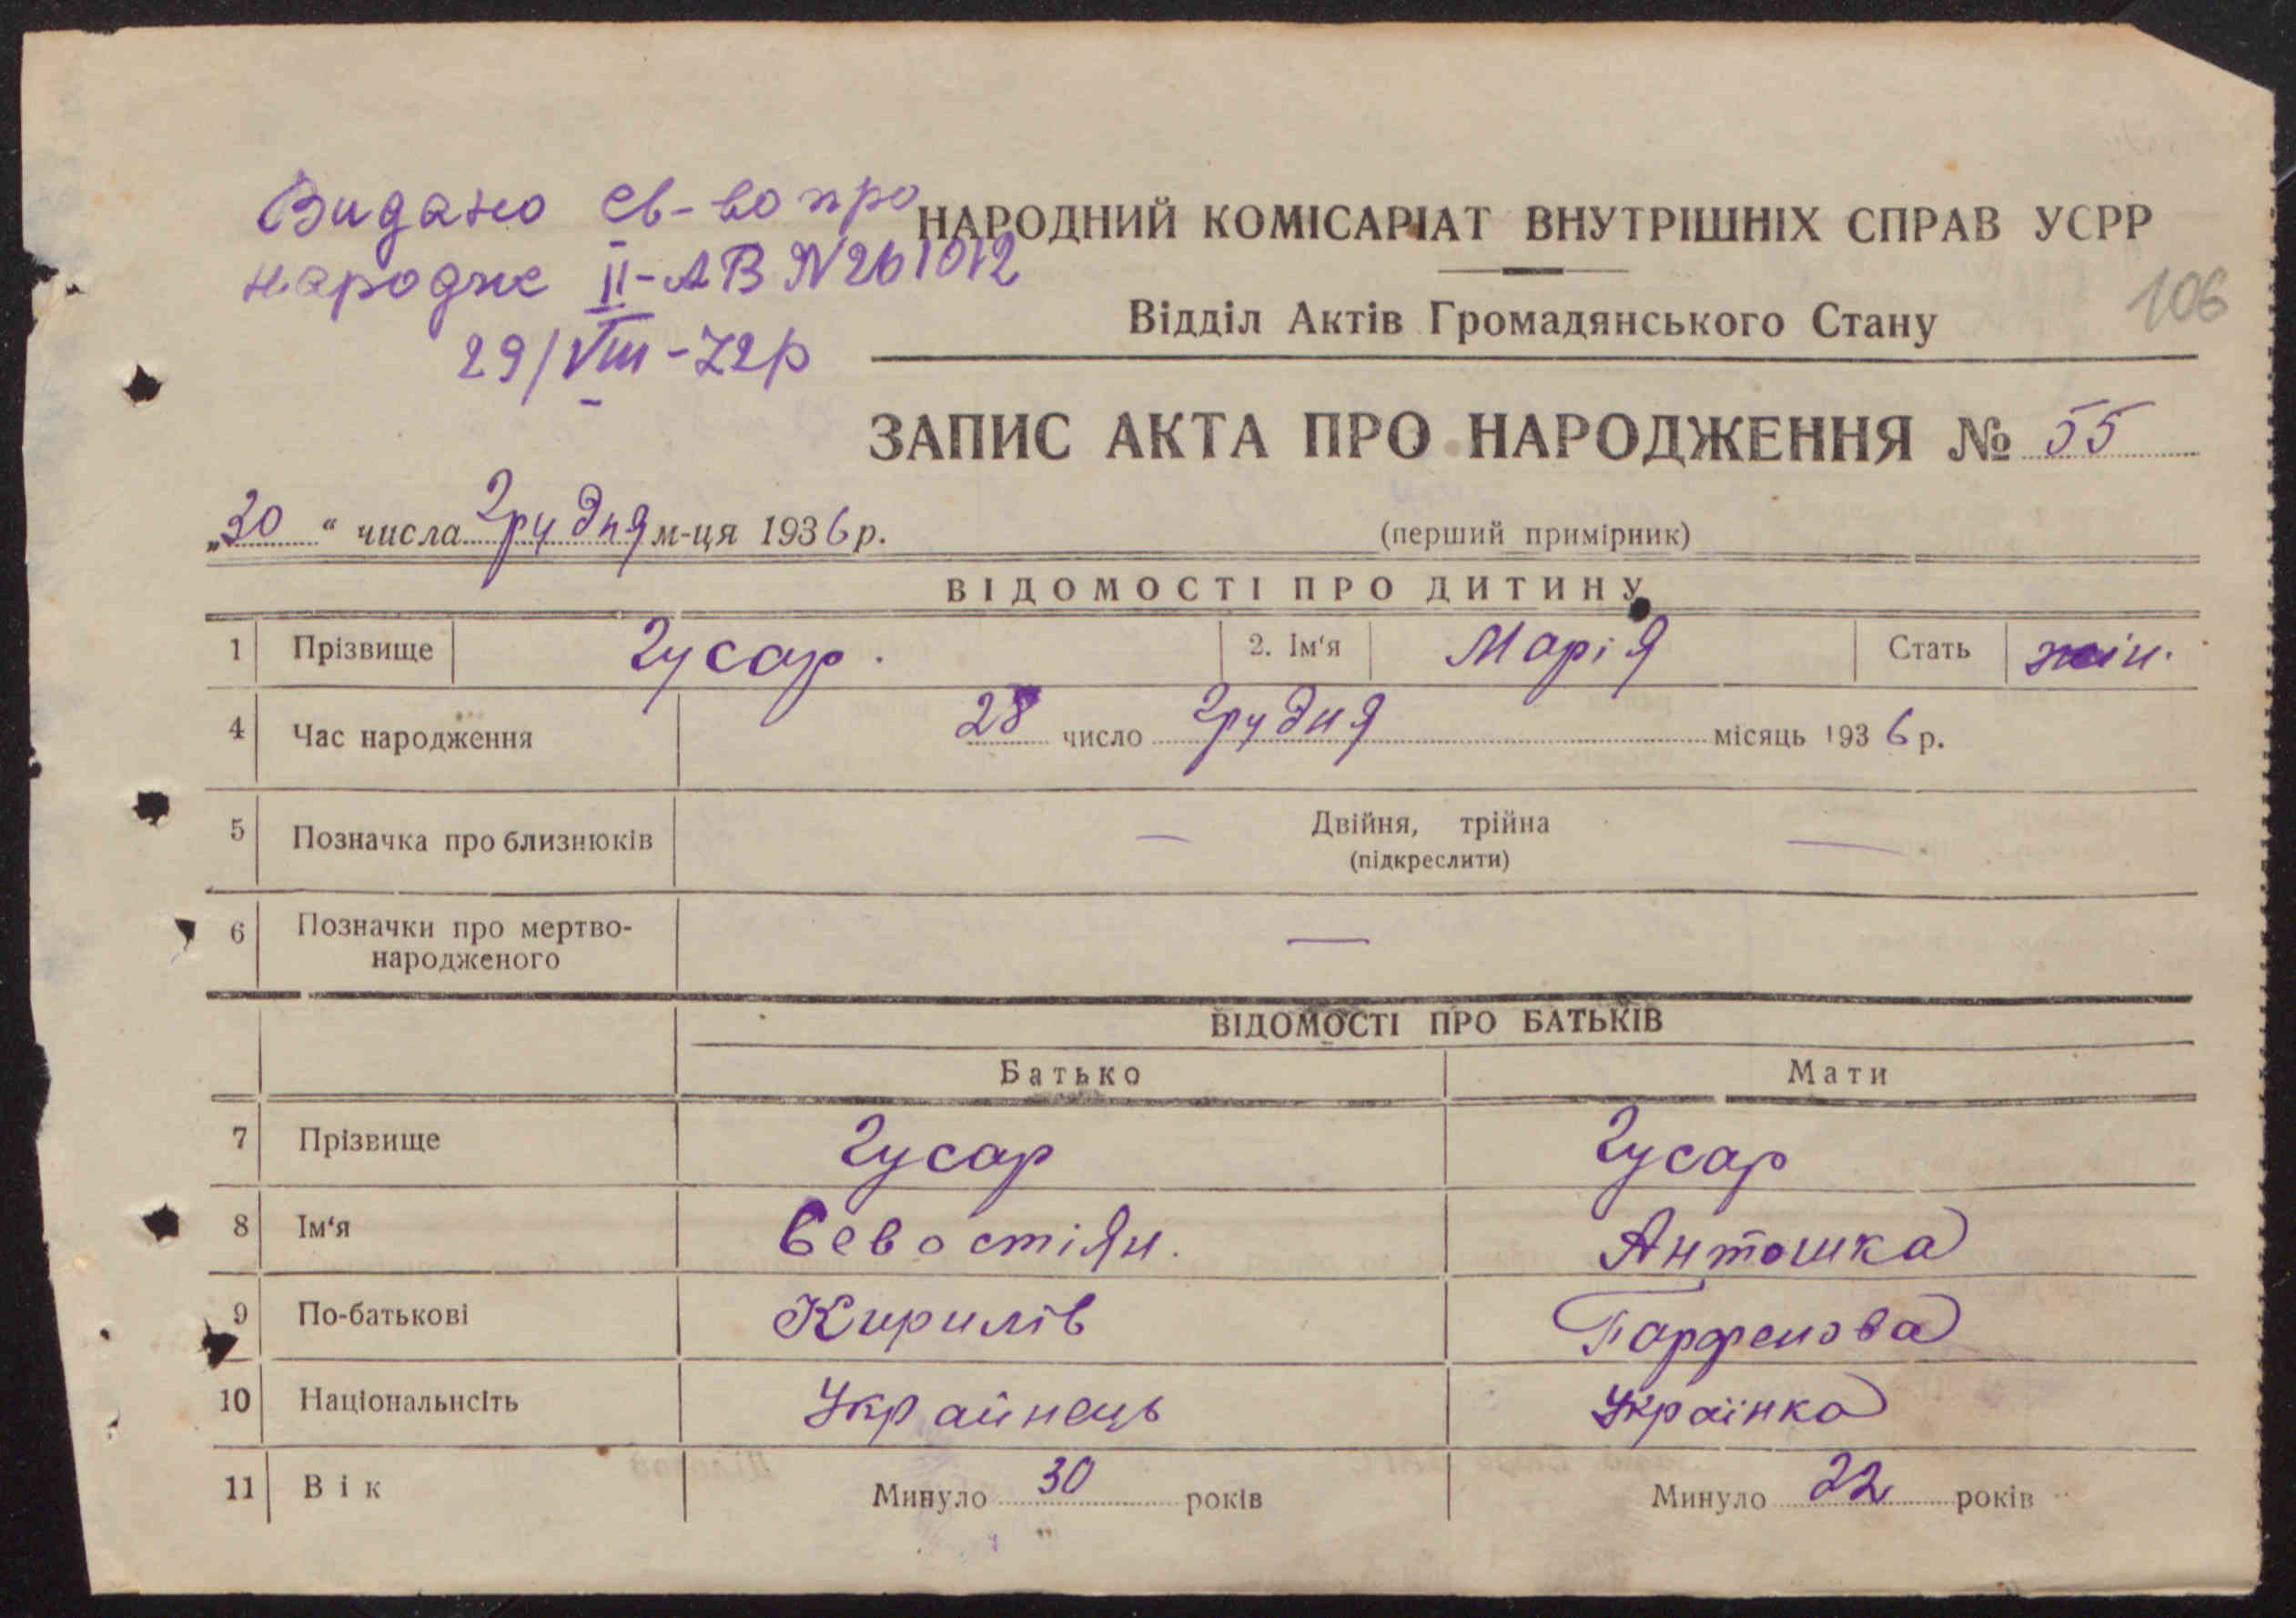 Видано св-во про
народже II-АВ №261012
29/VIII-72р
НАРОДНИЙ КОМІСАРІАТ ВНУТРІШНІХ СПРАВ УСРР
106
Відділ Актів Громадянського Стану
ЗАПИС АКТА ПРО НАРОДЖЕННЯ № 55
„30“ числа грудня м-ця 1936 р.
(перший примірник)
ВІДОМОСТІ ПРО ДИТИНУ
1 Прізвище Гусар. 2. Ім‘я Марія Стать жін.
4 Час народження 28 число грудня місяць 1936 р.
5 Позначка про близнюків — Двійня, трійна —
(підкреслити)
6 Позначки про мертво-
народженого —
ВІДОМОСТІ ПРО БАТЬКІВ
Батько Мати
7 Прізвище Гусар Гусар
8 Ім‘я Севостіян. Антошка
9 По-батькові Кирилів Парфенова
10 Національнсіть Українець Українка
11 Вік Минуло 30 років Минуло 22 років